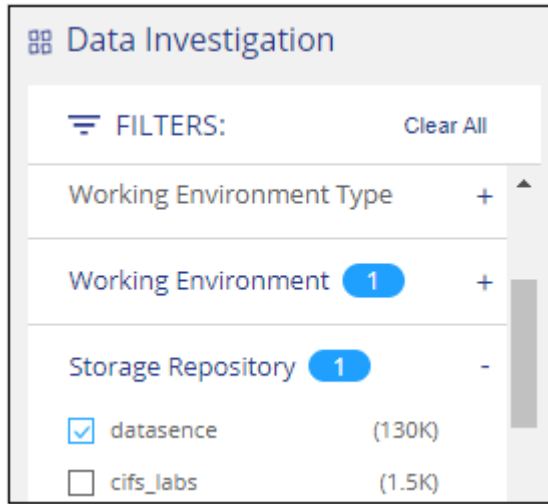 Data Investigation
FILTERS: Clear All
Working Environment Type +
Working Environment 1 +
Storage Repository 1 -
datasence (130K)
cifs_labs (1.5K)